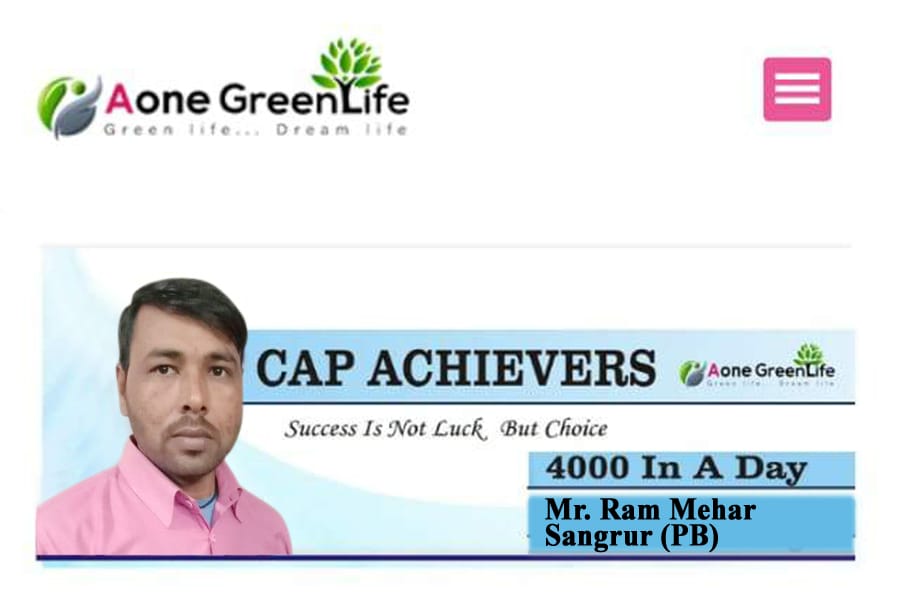 Aone GreenLife
Green life... Dream life
CAP ACHIEVERS
Aone GreenLife
Green life... Dream life
Success Is Not Luck, But Choice
4000 In A Day
Mr. Ram Mehar
Sangrur (PB)